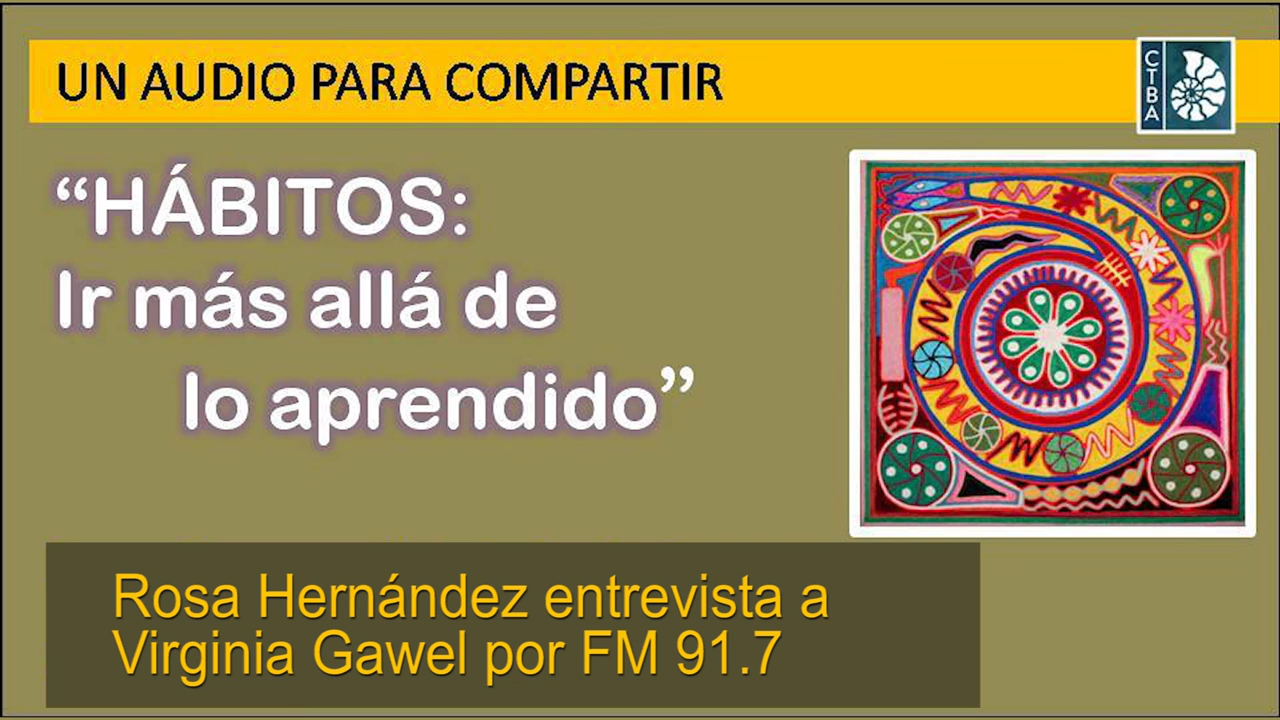 UN AUDIO PARA COMPARTIR
CTBA
“HÁBITOS:
Ir más allá de
lo aprendido”
Rosa Hernández entrevista a
Virginia Gawel por FM 91.7